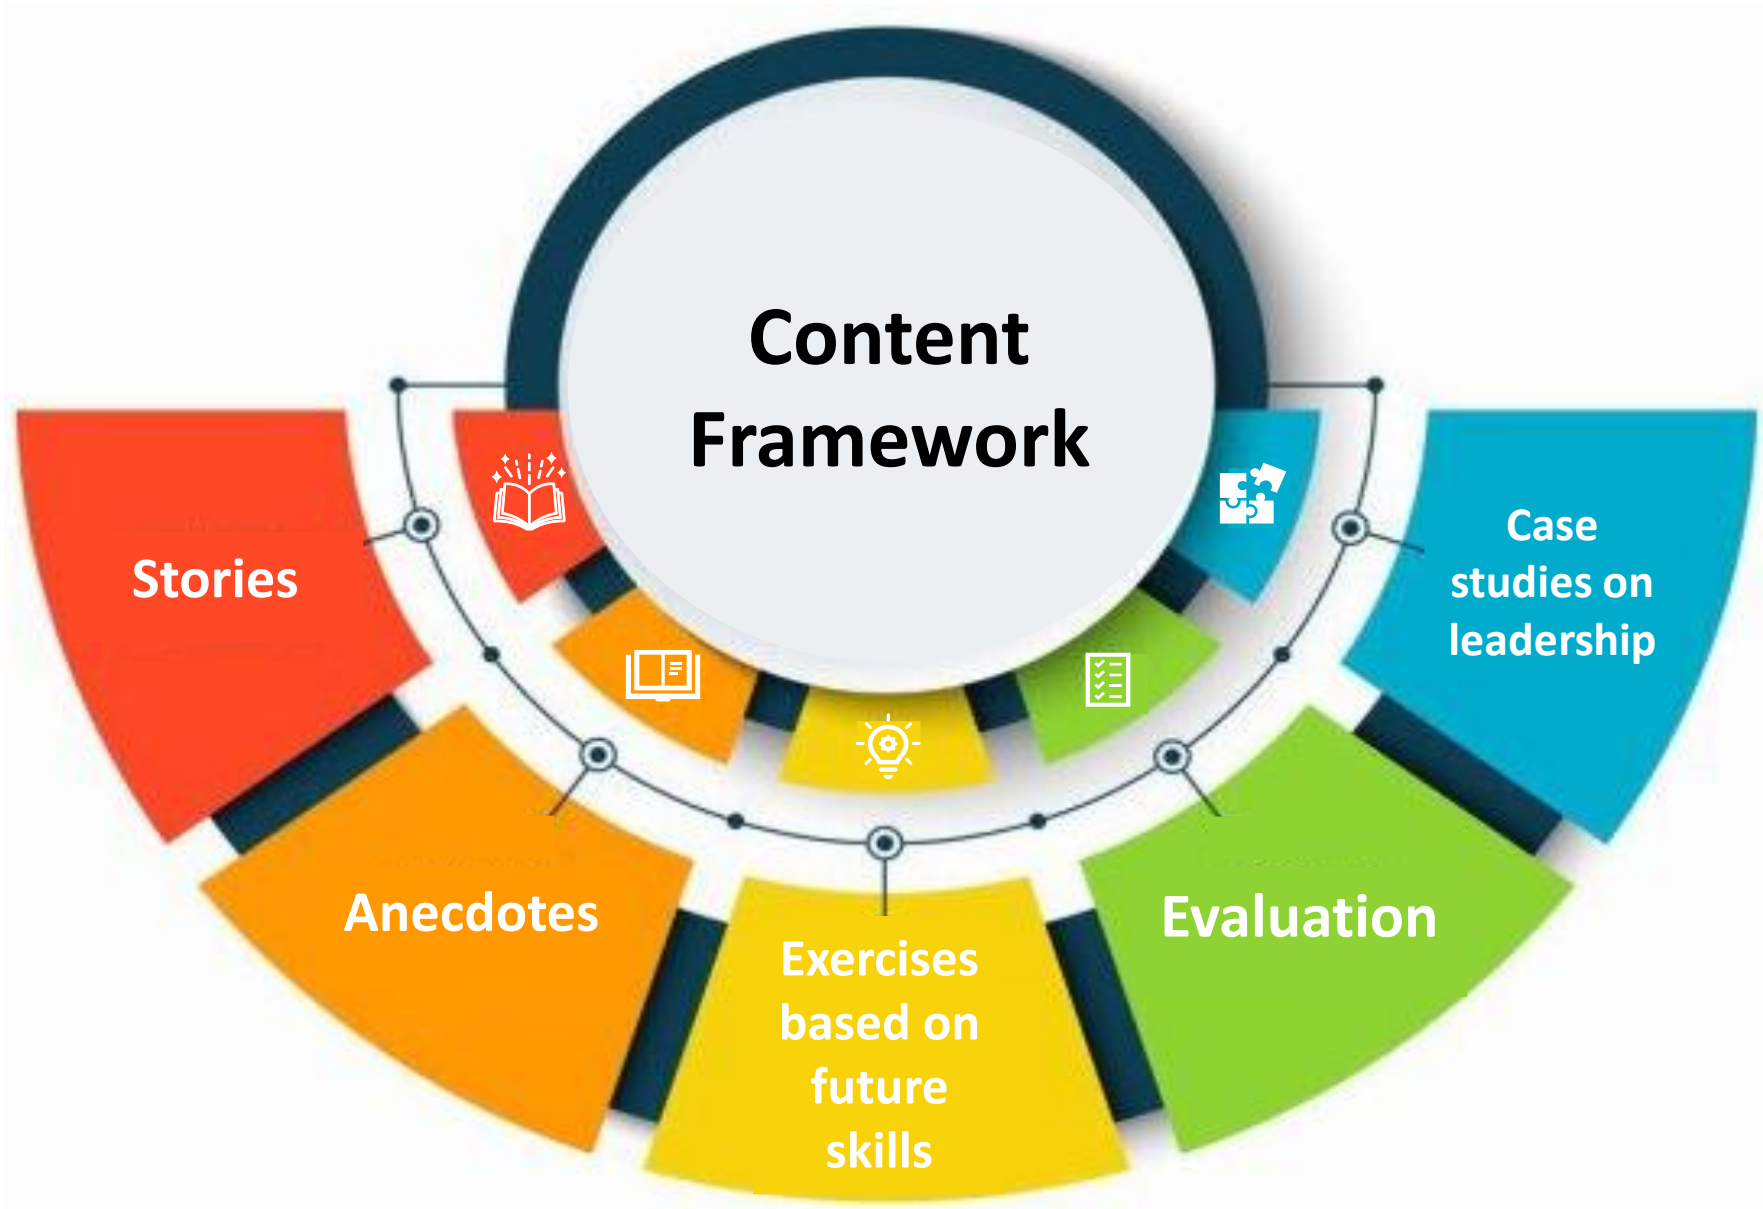 Content
Framework
Stories
Anecdotes
Exercises
based on
future
skills
Evaluation
Case
studies on
leadership